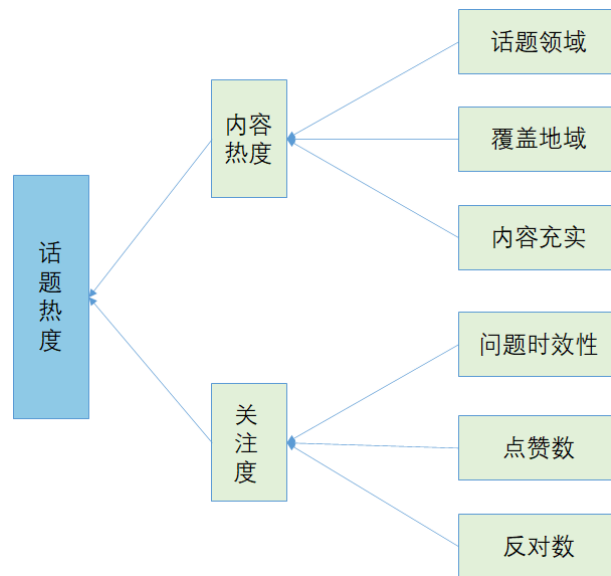 话题热度
内容
热度
关注度
话题领域
覆盖地域
内容充实
问题时效性
点赞数
反对数